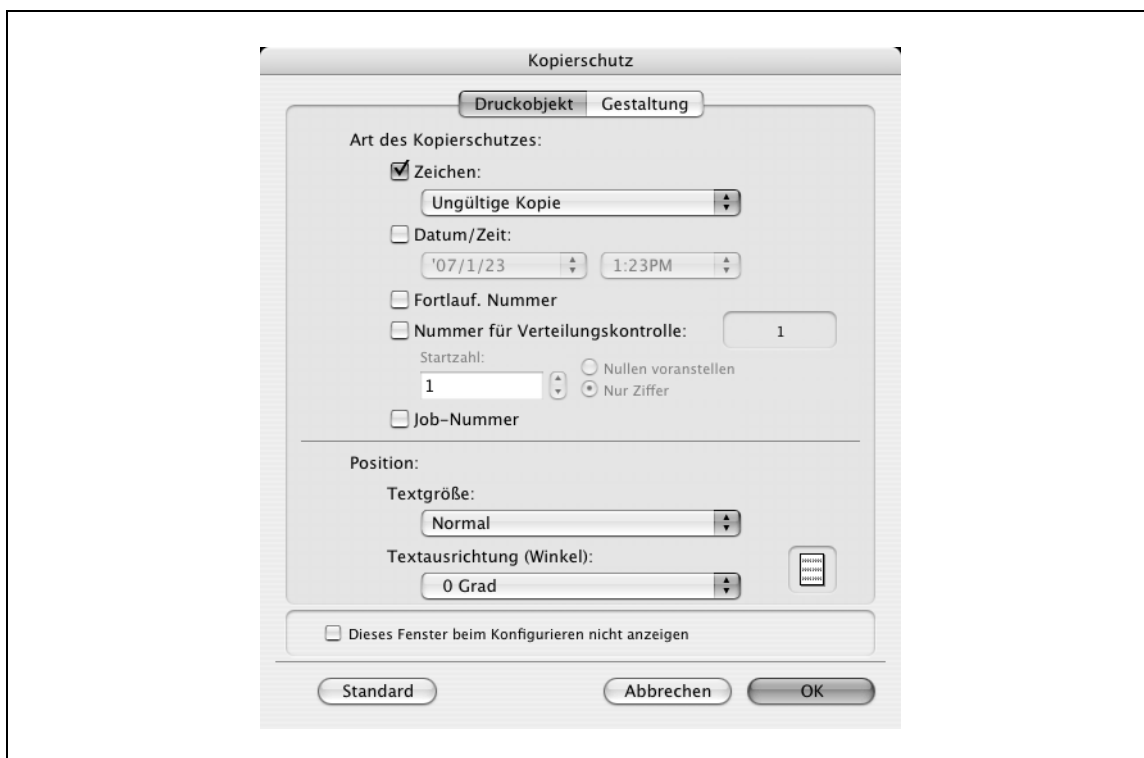 Kopierschutz
Druckobjekt Gestaltung
Art des Kopierschutzes:
Zeichen:
Ungültige Kopie
Datum/Zeit:
'07/1/23 1:23PM
Fortlauf. Nummer
Nummer für Verteilungskontrolle: 1
Startzahl:
Nullen voranstellen
1
Nur Ziffer
Job-Nummer
Position:
Textgröße:
Normal
Textausrichtung (Winkel):
0 Grad
Dieses Fenster beim Konfigurieren nicht anzeigen
Standard Abbrechen OK